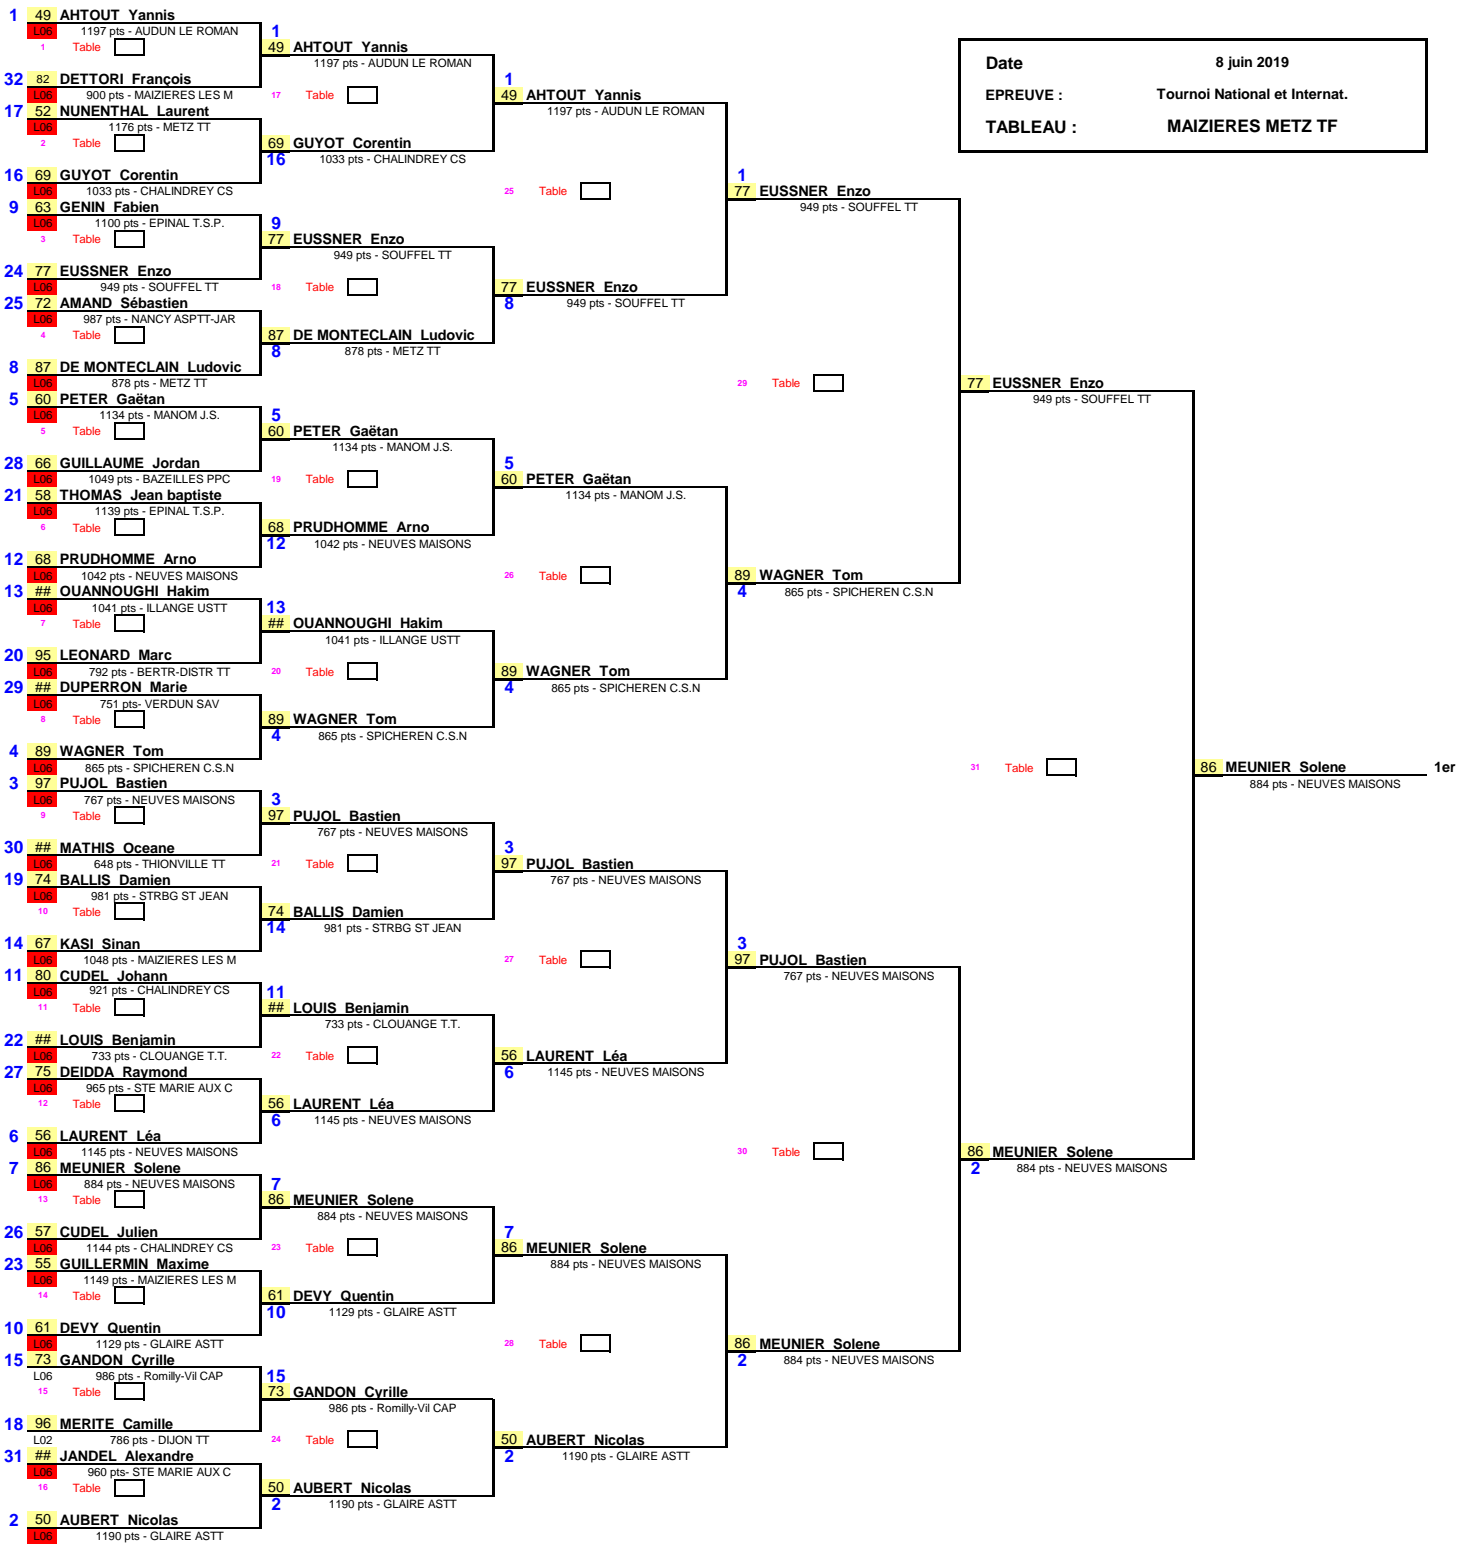 Date 8 juin 2019
EPREUVE : Tournoi National et Internat.
TABLEAU : MAIZIERES METZ TF
1 49 AHTOUT Yannis
L06 1197 pts - AUDUN LE ROMAN
1 Table
32 82 DETTORI François
L06 900 pts - MAIZIERES LES M
17 52 NUNENTHAL Laurent
L06 1176 pts - METZ TT
2 Table
16 69 GUYOT Corentin
L06 1033 pts - CHALINDREY CS
9 63 GENIN Fabien
L06 1100 pts - EPINAL T.S.P.
3 Table
24 77 EUSSNER Enzo
L06 949 pts - SOUFFEL TT
25 72 AMAND Sébastien
L06 987 pts - NANCY ASPTT-JAR
4 Table
8 87 DE MONTECLAIN Ludovic
L06 878 pts - METZ TT
5 60 PETER Gaëtan
L06 1134 pts - MANOM J.S.
5 Table
28 66 GUILLAUME Jordan
L06 1049 pts - BAZEILLES PPC
21 58 THOMAS Jean baptiste
L06 1139 pts - EPINAL T.S.P.
6 Table
12 68 PRUDHOMME Arno
L06 1042 pts - NEUVES MAISONS
13 ## OUANNOUGHI Hakim
L06 1041 pts - ILLANGE USTT
7 Table
20 95 LEONARD Marc
L06 792 pts - BERTR-DISTR TT
29 ## DUPERRON Marie
L06 751 pts- VERDUN SAV
8 Table
4 89 WAGNER Tom
L06 865 pts - SPICHEREN C.S.N
3 97 PUJOL Bastien
L06 767 pts - NEUVES MAISONS
9 Table
30 ## MATHIS Oceane
L06 648 pts - THIONVILLE TT
19 74 BALLIS Damien
L06 981 pts - STRBG ST JEAN
10 Table
14 67 KASI Sinan
L06 1048 pts - MAIZIERES LES M
11 80 CUDEL Johann
L06 921 pts - CHALINDREY CS
11 Table
22 ## LOUIS Benjamin
L06 733 pts - CLOUANGE T.T.
27 75 DEIDDA Raymond
L06 965 pts - STE MARIE AUX C
12 Table
6 56 LAURENT Léa
L06 1145 pts - NEUVES MAISONS
7 86 MEUNIER Solene
L06 884 pts - NEUVES MAISONS
13 Table
26 57 CUDEL Julien
L06 1144 pts - CHALINDREY CS
23 55 GUILLERMIN Maxime
L06 1149 pts - MAIZIERES LES M
14 Table
10 61 DEVY Quentin
L06 1129 pts - GLAIRE ASTT
15 73 GANDON Cyrille
L06 986 pts - Romilly-Vil CAP
15 Table
18 96 MERITE Camille
L02 786 pts - DIJON TT
31 ## JANDEL Alexandre
L06 960 pts- STE MARIE AUX C
16 Table
2 50 AUBERT Nicolas
L06 1190 pts - GLAIRE ASTT
1
49 AHTOUT Yannis
1197 pts - AUDUN LE ROMAN
17 Table
69 GUYOT Corentin
16 1033 pts - CHALINDREY CS
9
77 EUSSNER Enzo
949 pts - SOUFFEL TT
18 Table
87 DE MONTECLAIN Ludovic
8 878 pts - METZ TT
5
60 PETER Gaëtan
1134 pts - MANOM J.S.
19 Table
68 PRUDHOMME Arno
12 1042 pts - NEUVES MAISONS
13
## OUANNOUGHI Hakim
1041 pts - ILLANGE USTT
20 Table
89 WAGNER Tom
4 865 pts - SPICHEREN C.S.N
3
97 PUJOL Bastien
767 pts - NEUVES MAISONS
21 Table
74 BALLIS Damien
14 981 pts - STRBG ST JEAN
11
## LOUIS Benjamin
733 pts - CLOUANGE T.T.
22 Table
56 LAURENT Léa
6 1145 pts - NEUVES MAISONS
7
86 MEUNIER Solene
884 pts - NEUVES MAISONS
23 Table
61 DEVY Quentin
10 1129 pts - GLAIRE ASTT
15
73 GANDON Cyrille
986 pts - Romilly-Vil CAP
24 Table
50 AUBERT Nicolas
2 1190 pts - GLAIRE ASTT
1
49 AHTOUT Yannis
1197 pts - AUDUN LE ROMAN
25 Table
77 EUSSNER Enzo
8 949 pts - SOUFFEL TT
5
60 PETER Gaëtan
1134 pts - MANOM J.S.
26 Table
89 WAGNER Tom
4 865 pts - SPICHEREN C.S.N
3
97 PUJOL Bastien
767 pts - NEUVES MAISONS
27 Table
56 LAURENT Léa
6 1145 pts - NEUVES MAISONS
7
86 MEUNIER Solene
884 pts - NEUVES MAISONS
28 Table
50 AUBERT Nicolas
2 1190 pts - GLAIRE ASTT
1
77 EUSSNER Enzo
949 pts - SOUFFEL TT
29 Table
89 WAGNER Tom
4 865 pts - SPICHEREN C.S.N
3
97 PUJOL Bastien
767 pts - NEUVES MAISONS
30 Table
86 MEUNIER Solene
2 884 pts - NEUVES MAISONS
77 EUSSNER Enzo
949 pts - SOUFFEL TT
31 Table
86 MEUNIER Solene
2 884 pts - NEUVES MAISONS
86 MEUNIER Solene 1er
884 pts - NEUVES MAISONS